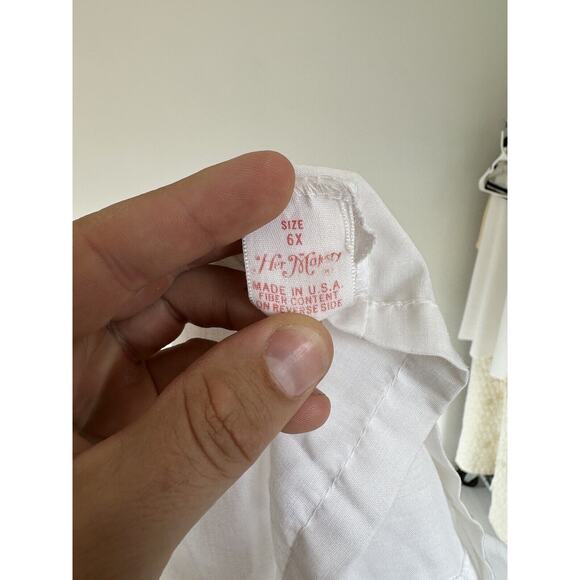 SIZE
6X
Her Majesty
MADE IN U.S.A.
FIBER CONTENT
ON REVERSE SIDE